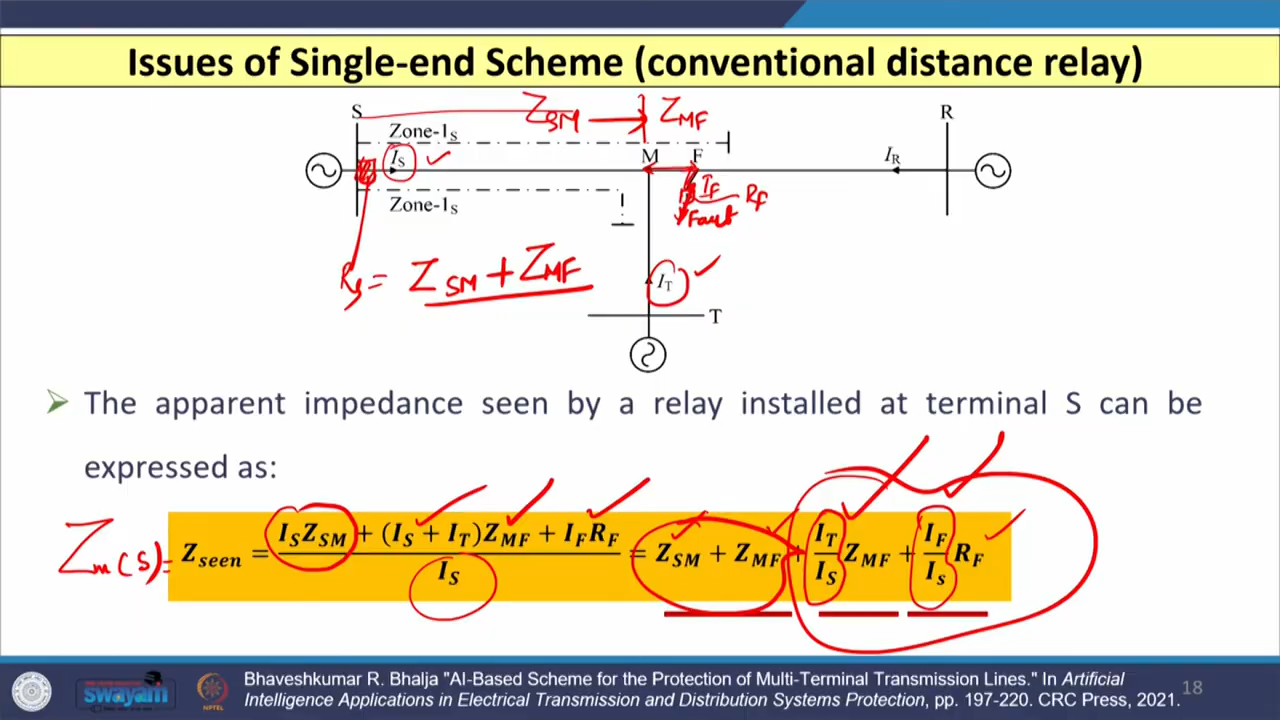 Issues of Single-end Scheme (conventional distance relay)
Z_SM → Z_MF
S
R
Zone-1_S
I_S
M
F
I_R
Zone-1_S
I_F
R_F
Fault
R_S = Z_SM + Z_MF
I_T
T
The apparent impedance seen by a relay installed at terminal S can be
expressed as:
Z_m(S) =
Z_seen = (I_S Z_SM + (I_S + I_T)Z_MF + I_F R_F) / I_S = Z_SM + Z_MF + (I_T / I_S) Z_MF + (I_F / I_s) R_F
Bhaveshkumar R. Bhalja "AI-Based Scheme for the Protection of Multi-Terminal Transmission Lines." In Artificial
Intelligence Applications in Electrical Transmission and Distribution Systems Protection, pp. 197-220. CRC Press, 2021.
18
swayam
NPTEL